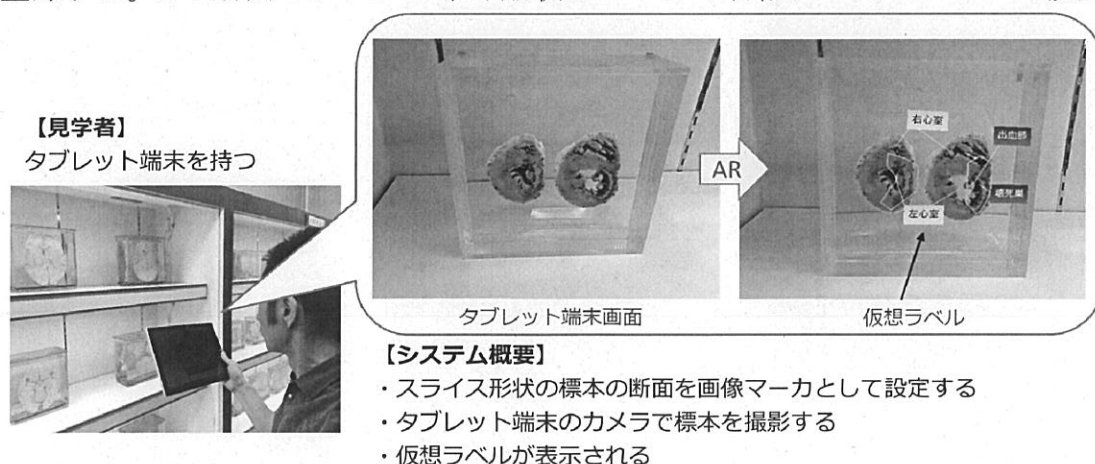 【見学者】
タブレット端末を持つ
AR
右心室
出血部
壊死巣
左心室
タブレット端末画面
仮想ラベル
【システム概要】
・スライス形状の標本の断面を画像マーカとして設定する
・タブレット端末のカメラで標本を撮影する
・仮想ラベルが表示される